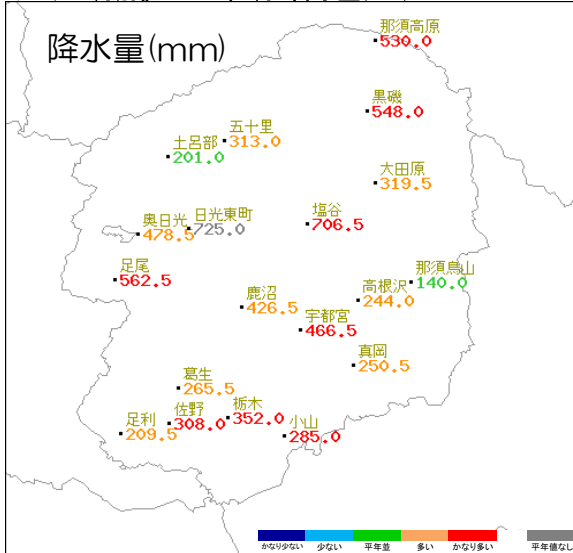 降水量(mm)
那須高原
530.0
黒磯
548.0
五十里
313.0
土呂部
201.0
大田原
319.5
日光東町
725.0
奥日光
478.5
塩谷
706.5
足尾
562.5
那須烏山
140.0
高根沢
244.0
鹿沼
426.5
宇都宮
466.5
真岡
250.5
葛生
265.5
栃木
352.0
佐野
308.0
足利
209.5
小山
285.0
かなり少ない 少ない 平年並 多い かなり多い 平年値なし